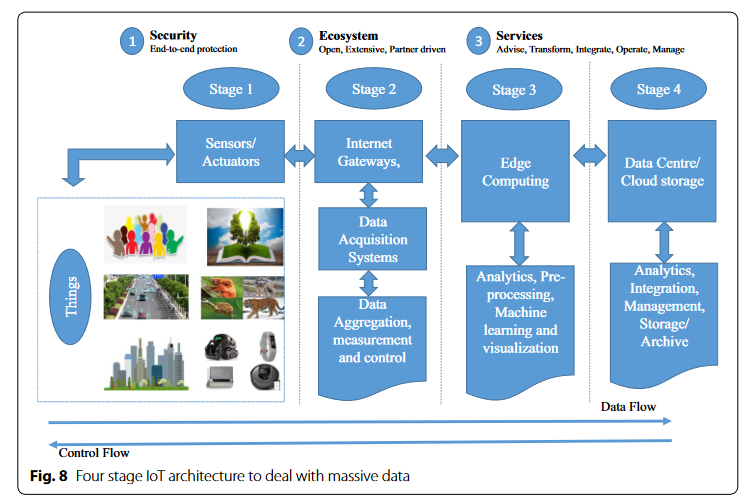 1 Security
End-to-end protection
2 Ecosystem
Open, Extensive, Partner driven
3 Services
Advise, Transform, Integrate, Operate, Manage
Stage 1
Stage 2
Stage 3
Stage 4
Sensors/
Actuators
Internet
Gateways,
Edge
Computing
Data Centre/
Cloud storage
Things
Data
Acquisition
Systems
Data
Aggregation,
measurement
and control
Analytics, Pre-
processing,
Machine
learning and
visualization
Analytics,
Integration,
Management,
Storage/
Archive
Data Flow
Control Flow
Fig. 8 Four stage IoT architecture to deal with massive data